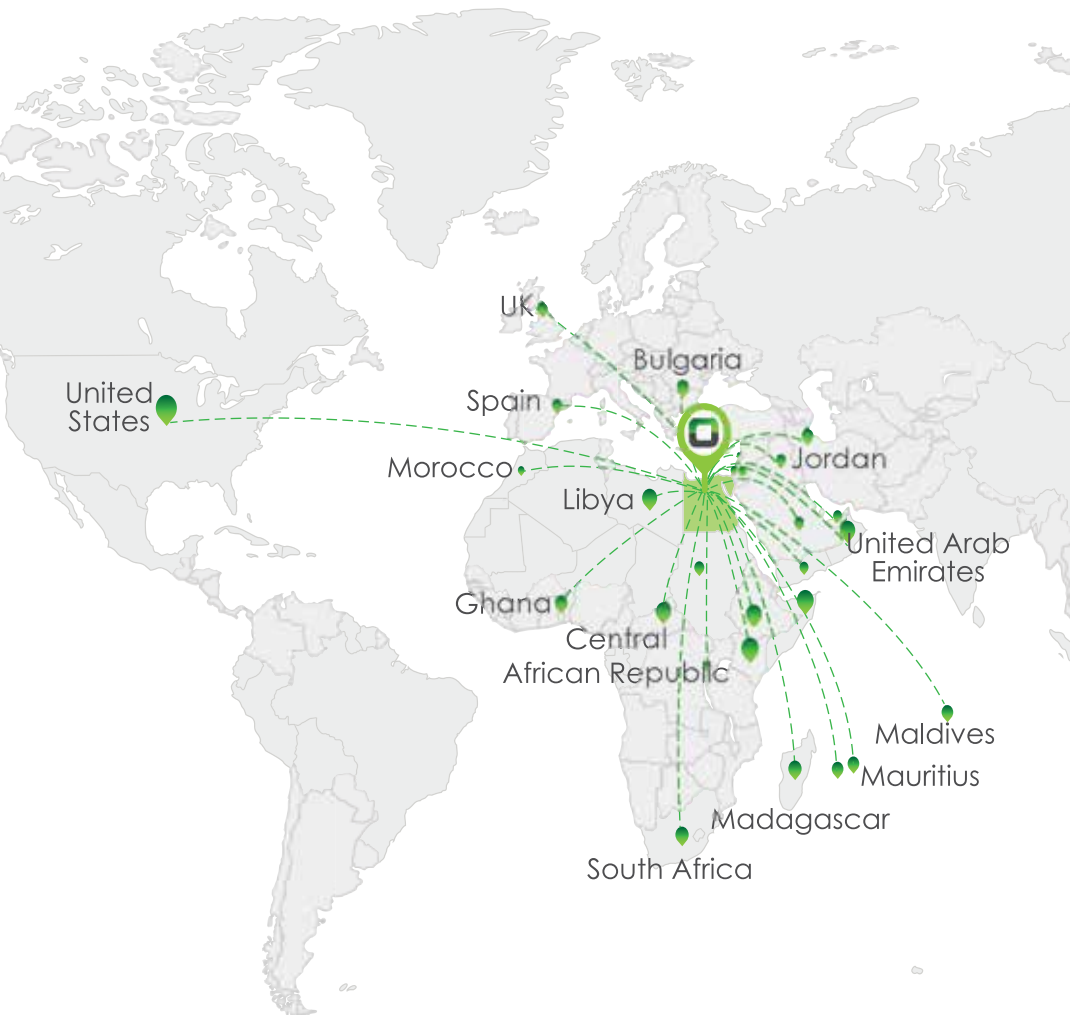 UK
Bulgaria
United
States
Spain
Morocco
Jordan
Libya
United Arab
Emirates
Ghana
Central
African Republic
Maldives
Mauritius
Madagascar
South Africa